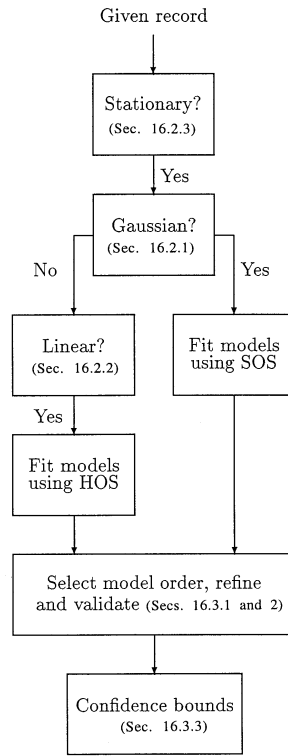 Given record
Stationary?
(Sec. 16.2.3)
Yes
Gaussian?
(Sec. 16.2.1)
No
Yes
Linear?
(Sec. 16.2.2)
Fit models
using SOS
Yes
Fit models
using HOS
Select model order, refine
and validate (Secs. 16.3.1 and 2)
Confidence bounds
(Sec. 16.3.3)